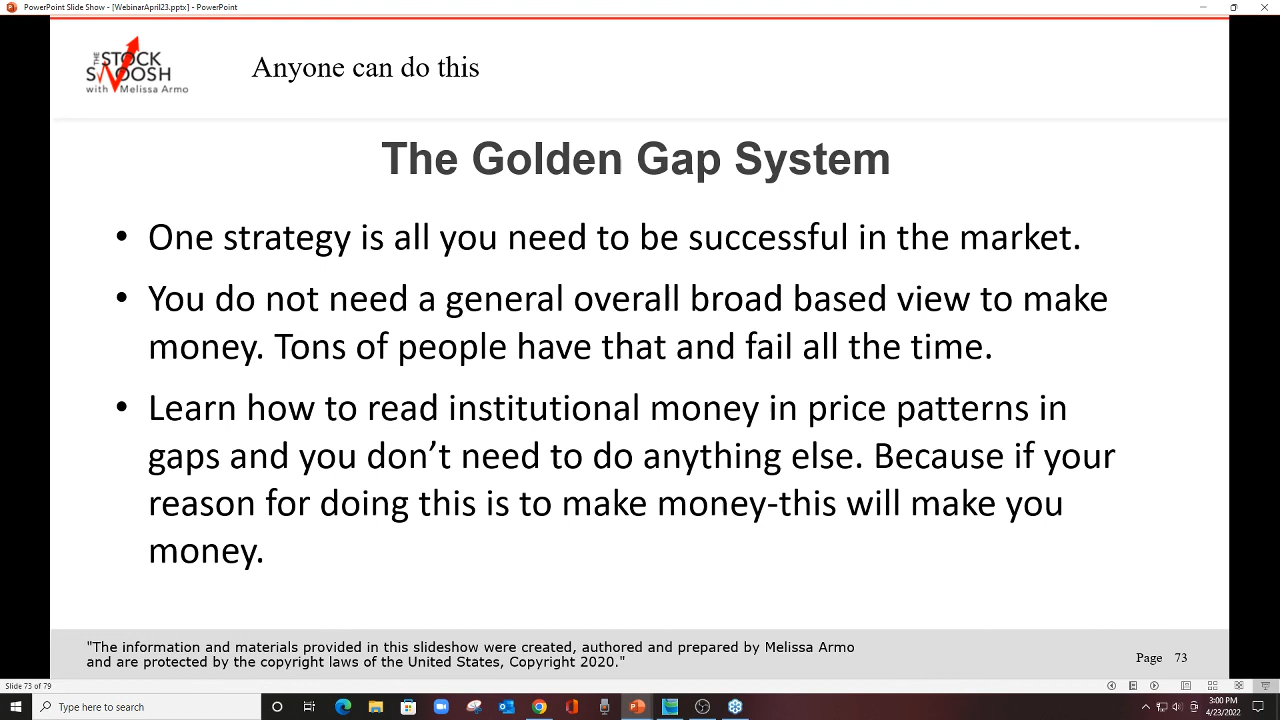 PowerPoint Slide Show - [WebinarApril23.pptx] - PowerPoint
THE STOCK
SWOOSH
with Melissa Armo
Anyone can do this
The Golden Gap System
• One strategy is all you need to be successful in the market.
• You do not need a general overall broad based view to make
money. Tons of people have that and fail all the time.
• Learn how to read institutional money in price patterns in
gaps and you don’t need to do anything else. Because if your
reason for doing this is to make money-this will make you
money.
"The information and materials provided in this slideshow were created, authored and prepared by Melissa Armo
and are protected by the copyright laws of the United States, Copyright 2020."
Page 73
Slide 73 of 79
Type here to search
3:00 PM
4/23/2022